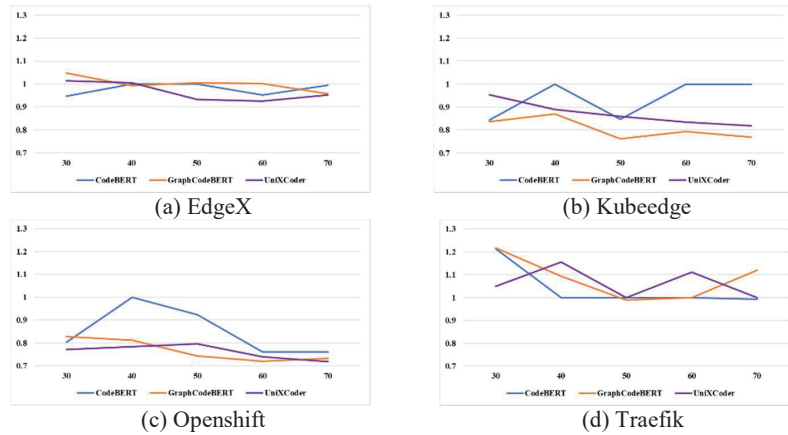 1.3
1.2
1.1
1
0.9
0.8
0.7
30 40 50 60 70
CodeBERT GraphCodeBERT UniXCoder
(a) EdgeX
1.3
1.2
1.1
1
0.9
0.8
0.7
30 40 50 60 70
CodeBERT GraphCodeBERT UniXCoder
(b) Kubeedge
1.3
1.2
1.1
1
0.9
0.8
0.7
30 40 50 60 70
CodeBERT GraphCodeBERT UniXCoder
(c) Openshift
1.3
1.2
1.1
1
0.9
0.8
0.7
30 40 50 60 70
CodeBERT GraphCodeBERT UniXCoder
(d) Traefik